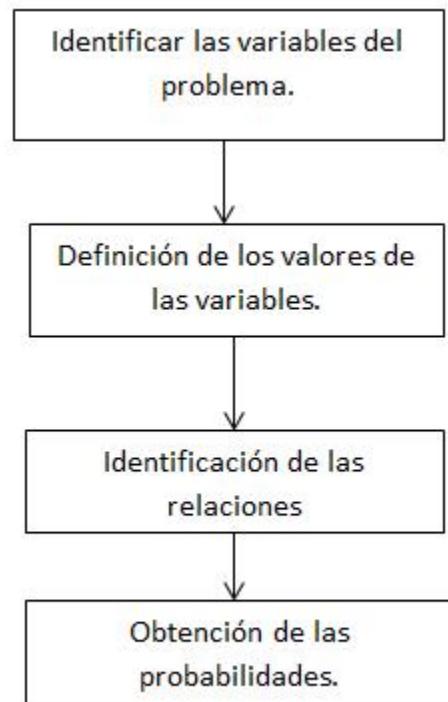 Identificar las variables del
problema.
Definición de los valores de
las variables.
Identificación de las
relaciones
Obtención de las
probabilidades.